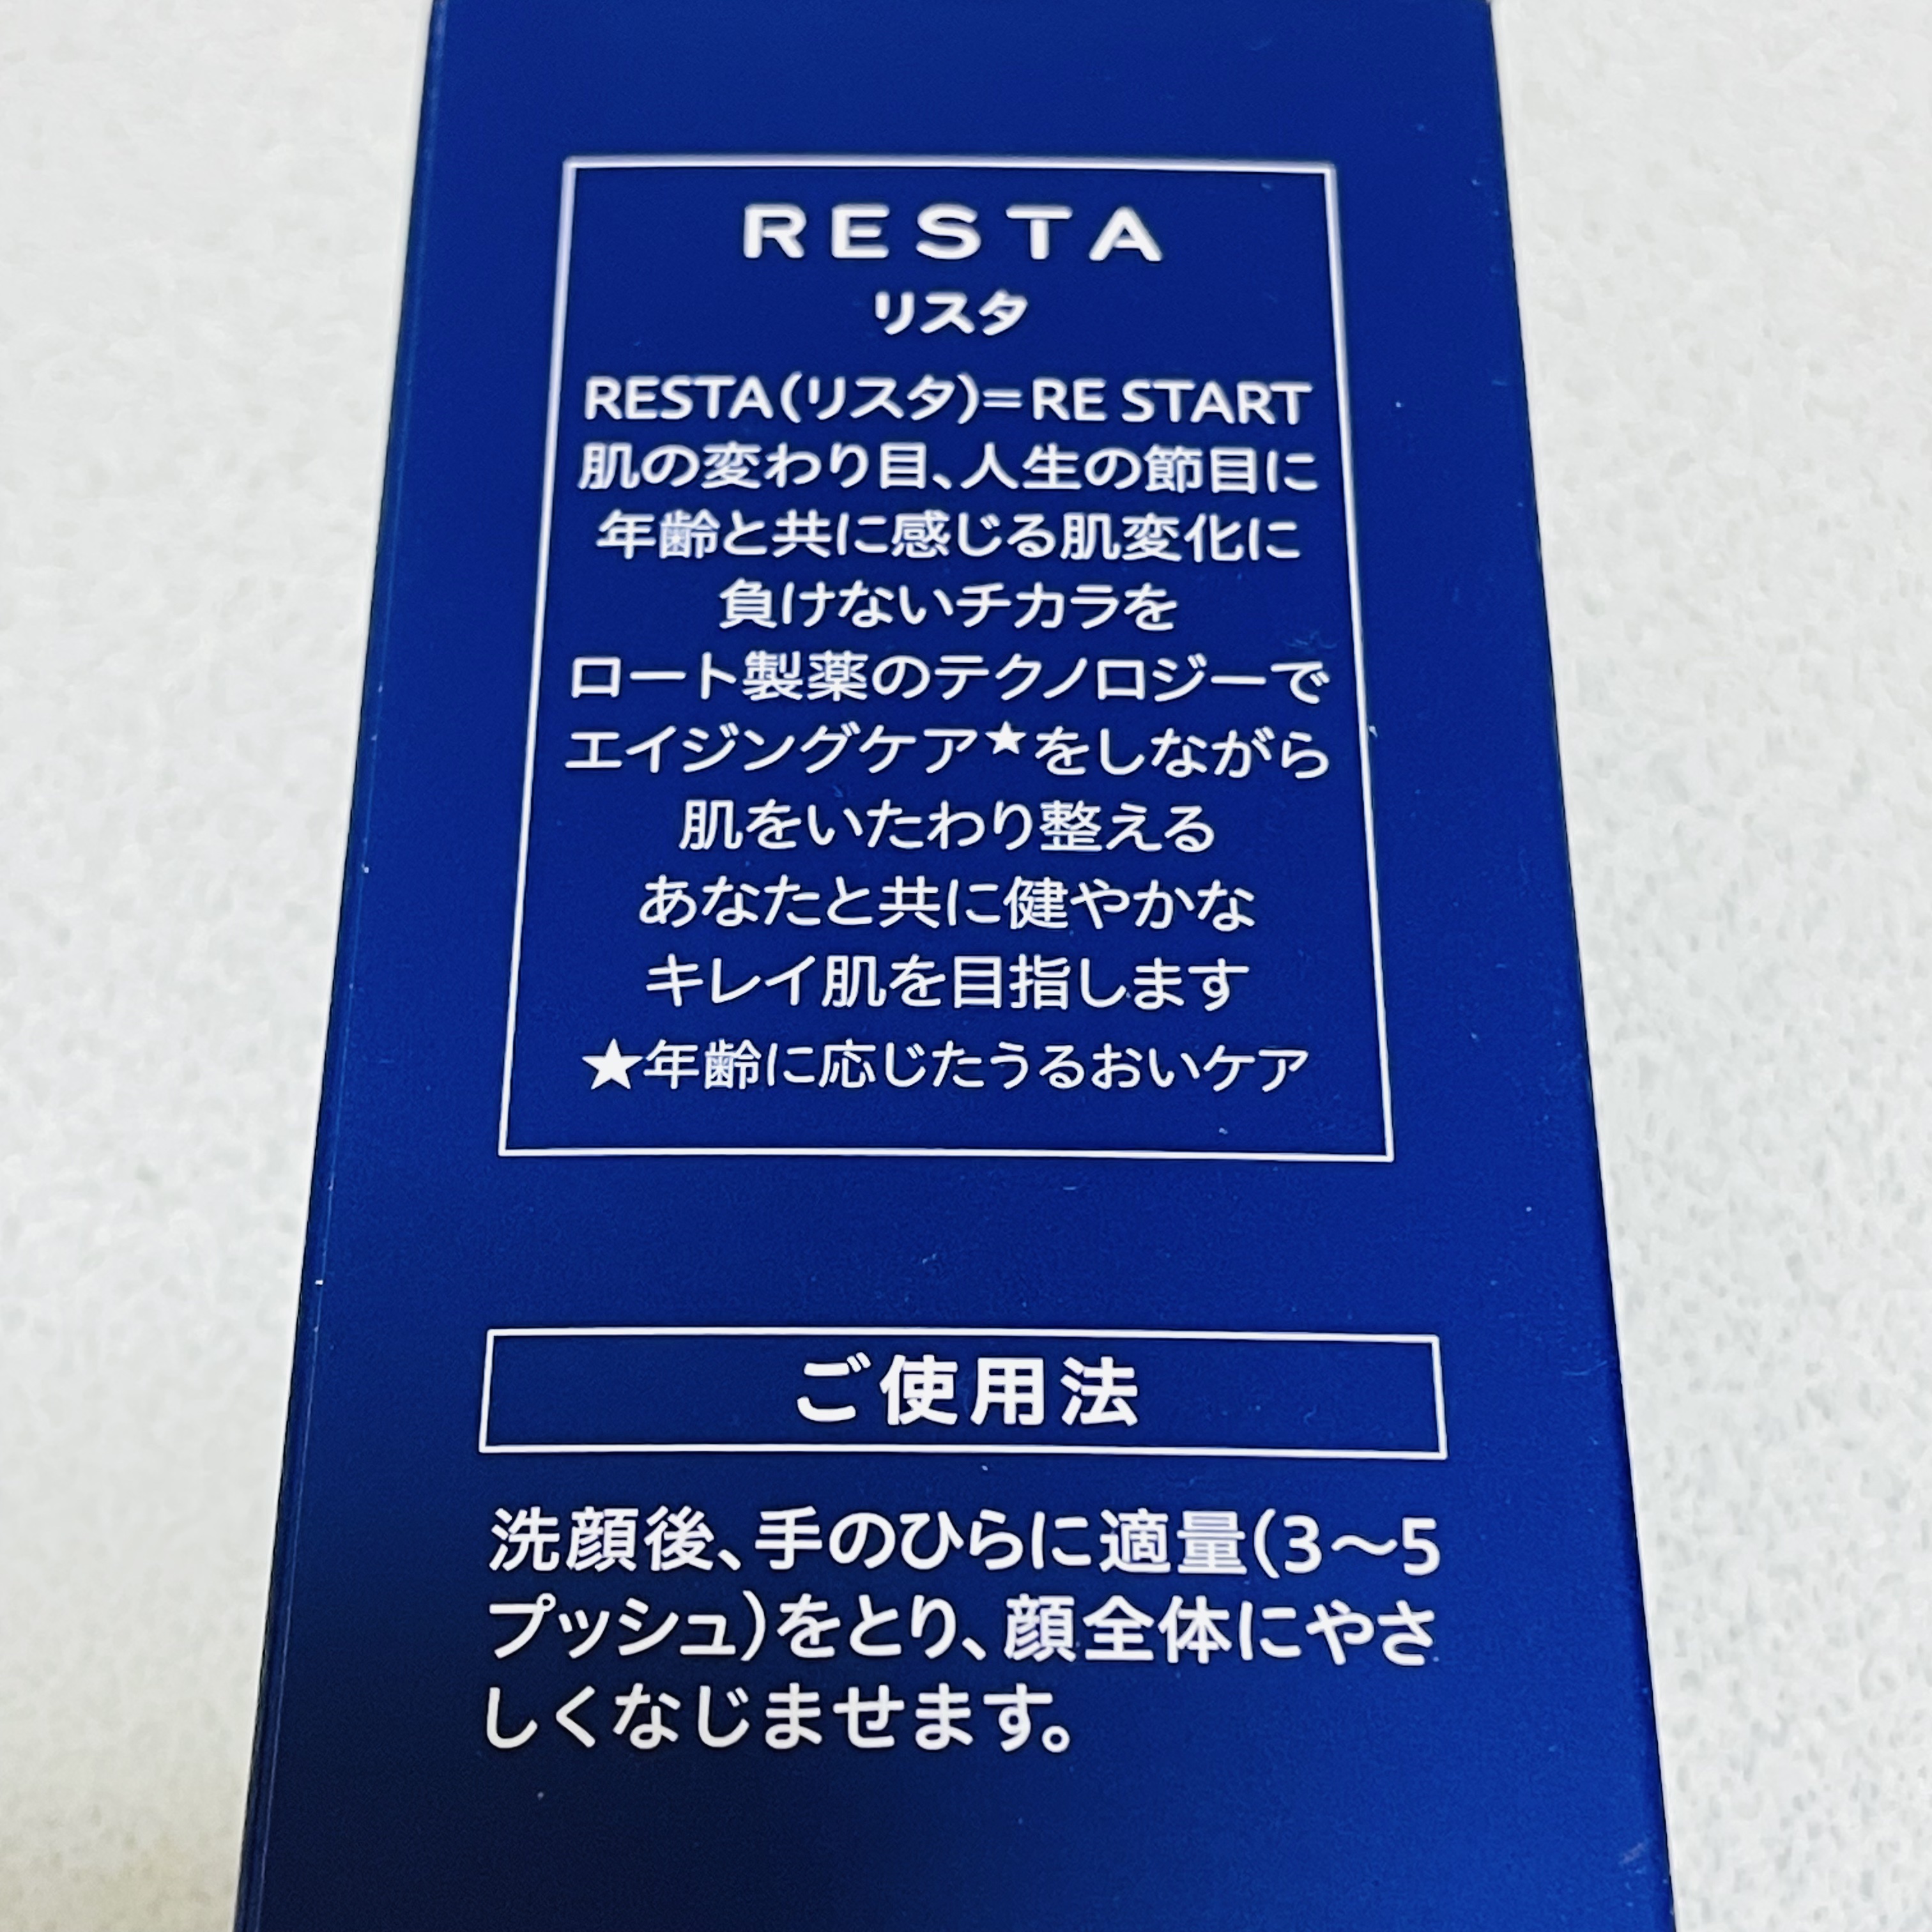 RESTA
リスタ
RESTA(リスタ)=RE START
肌の変わり目、人生の節目に
年齢と共に感じる肌変化に
負けないチカラを
ロート製薬のテクノロジーで
エイジングケア★をしながら
肌をいたわり整える
あなたと共に健やかな
キレイ肌を目指します
★年齢に応じたうるおいケア
ご使用法
洗顔後、手のひらに適量(3〜5
プッシュ)をとり、顔全体にやさ
しくなじませます。